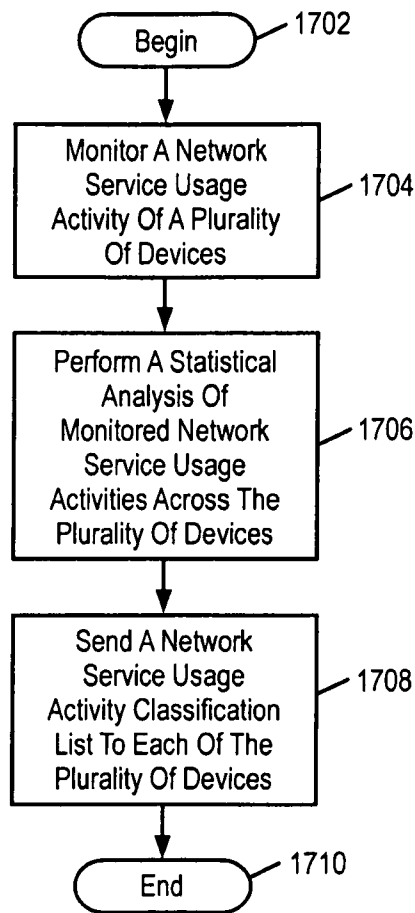 Begin
1702
Monitor A Network
Service Usage
Activity Of A Plurality
Of Devices
1704
Perform A Statistical
Analysis Of
Monitored Network
Service Usage
Activities Across The
Plurality Of Devices
1706
Send A Network
Service Usage
Activity Classification
List To Each Of The
Plurality Of Devices
1708
End
1710